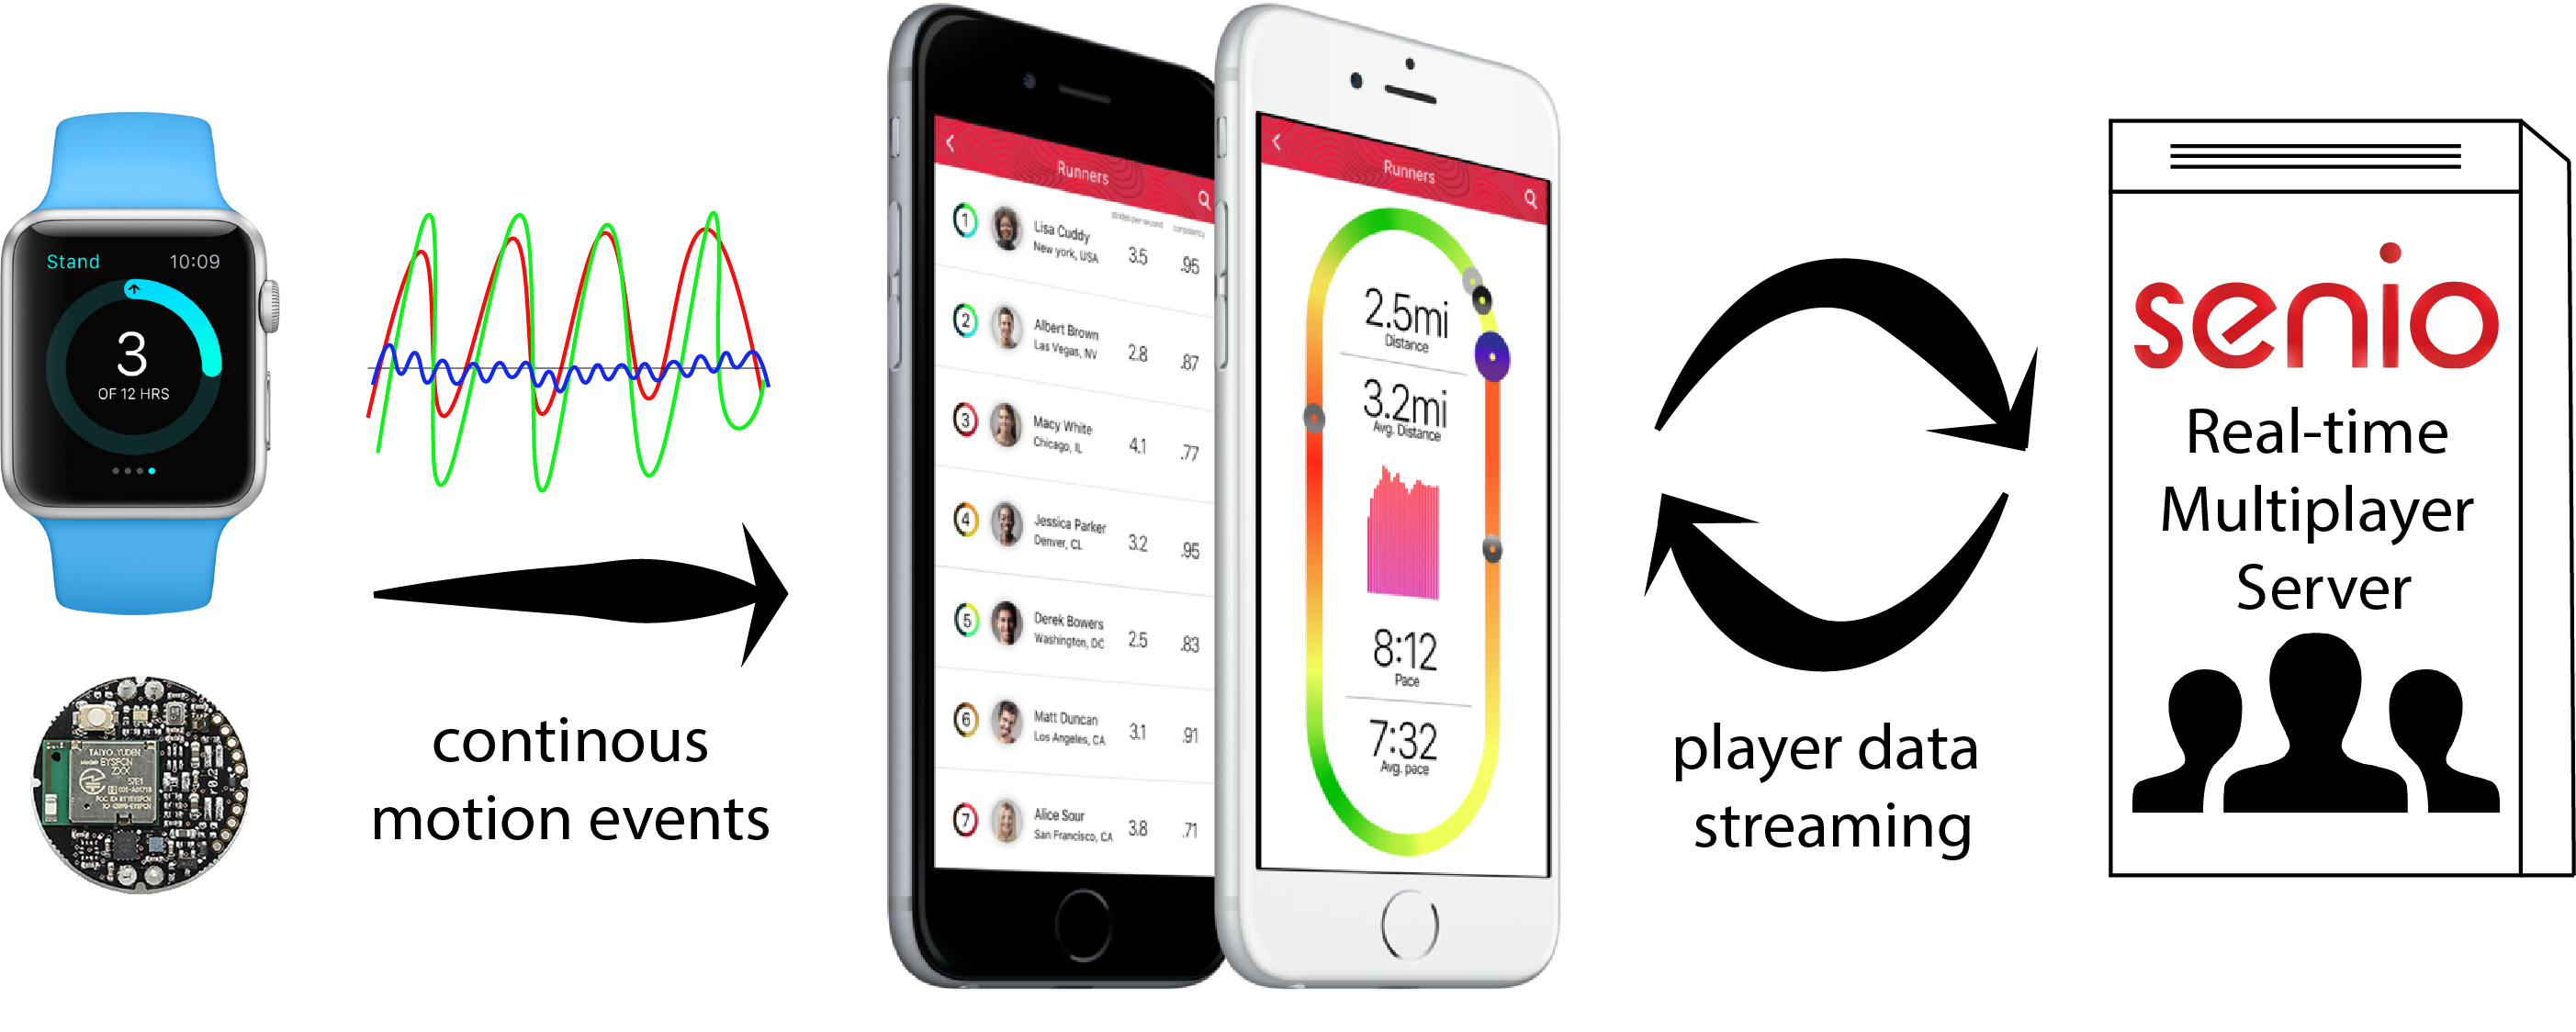 Stand 10:09
3
OF 12 HRS
TAIYO YUDEN
EYSFCN
ZXX
continous
motion events
Runners
strides per second consistency
1 Lisa Cuddy 3.5 .95
New york, USA
2 Albert Brown 2.8 .87
Las Vegas, NV
3 Macy White 4.1 .77
Chicago, IL
4 Jessica Parker 3.2 .95
Denver, CL
5 Derek Bowers 2.5 .83
Washington, DC
6 Matt Duncan 3.1 .91
Los Angeles, CA
7 Alice Sour 3.8 .71
San Francisco, CA
Runners
2.5mi
Distance
3.2mi
Avg. Distance
8:12
Pace
7:32
Avg. pace
player data
streaming
senio
Real-time
Multiplayer
Server